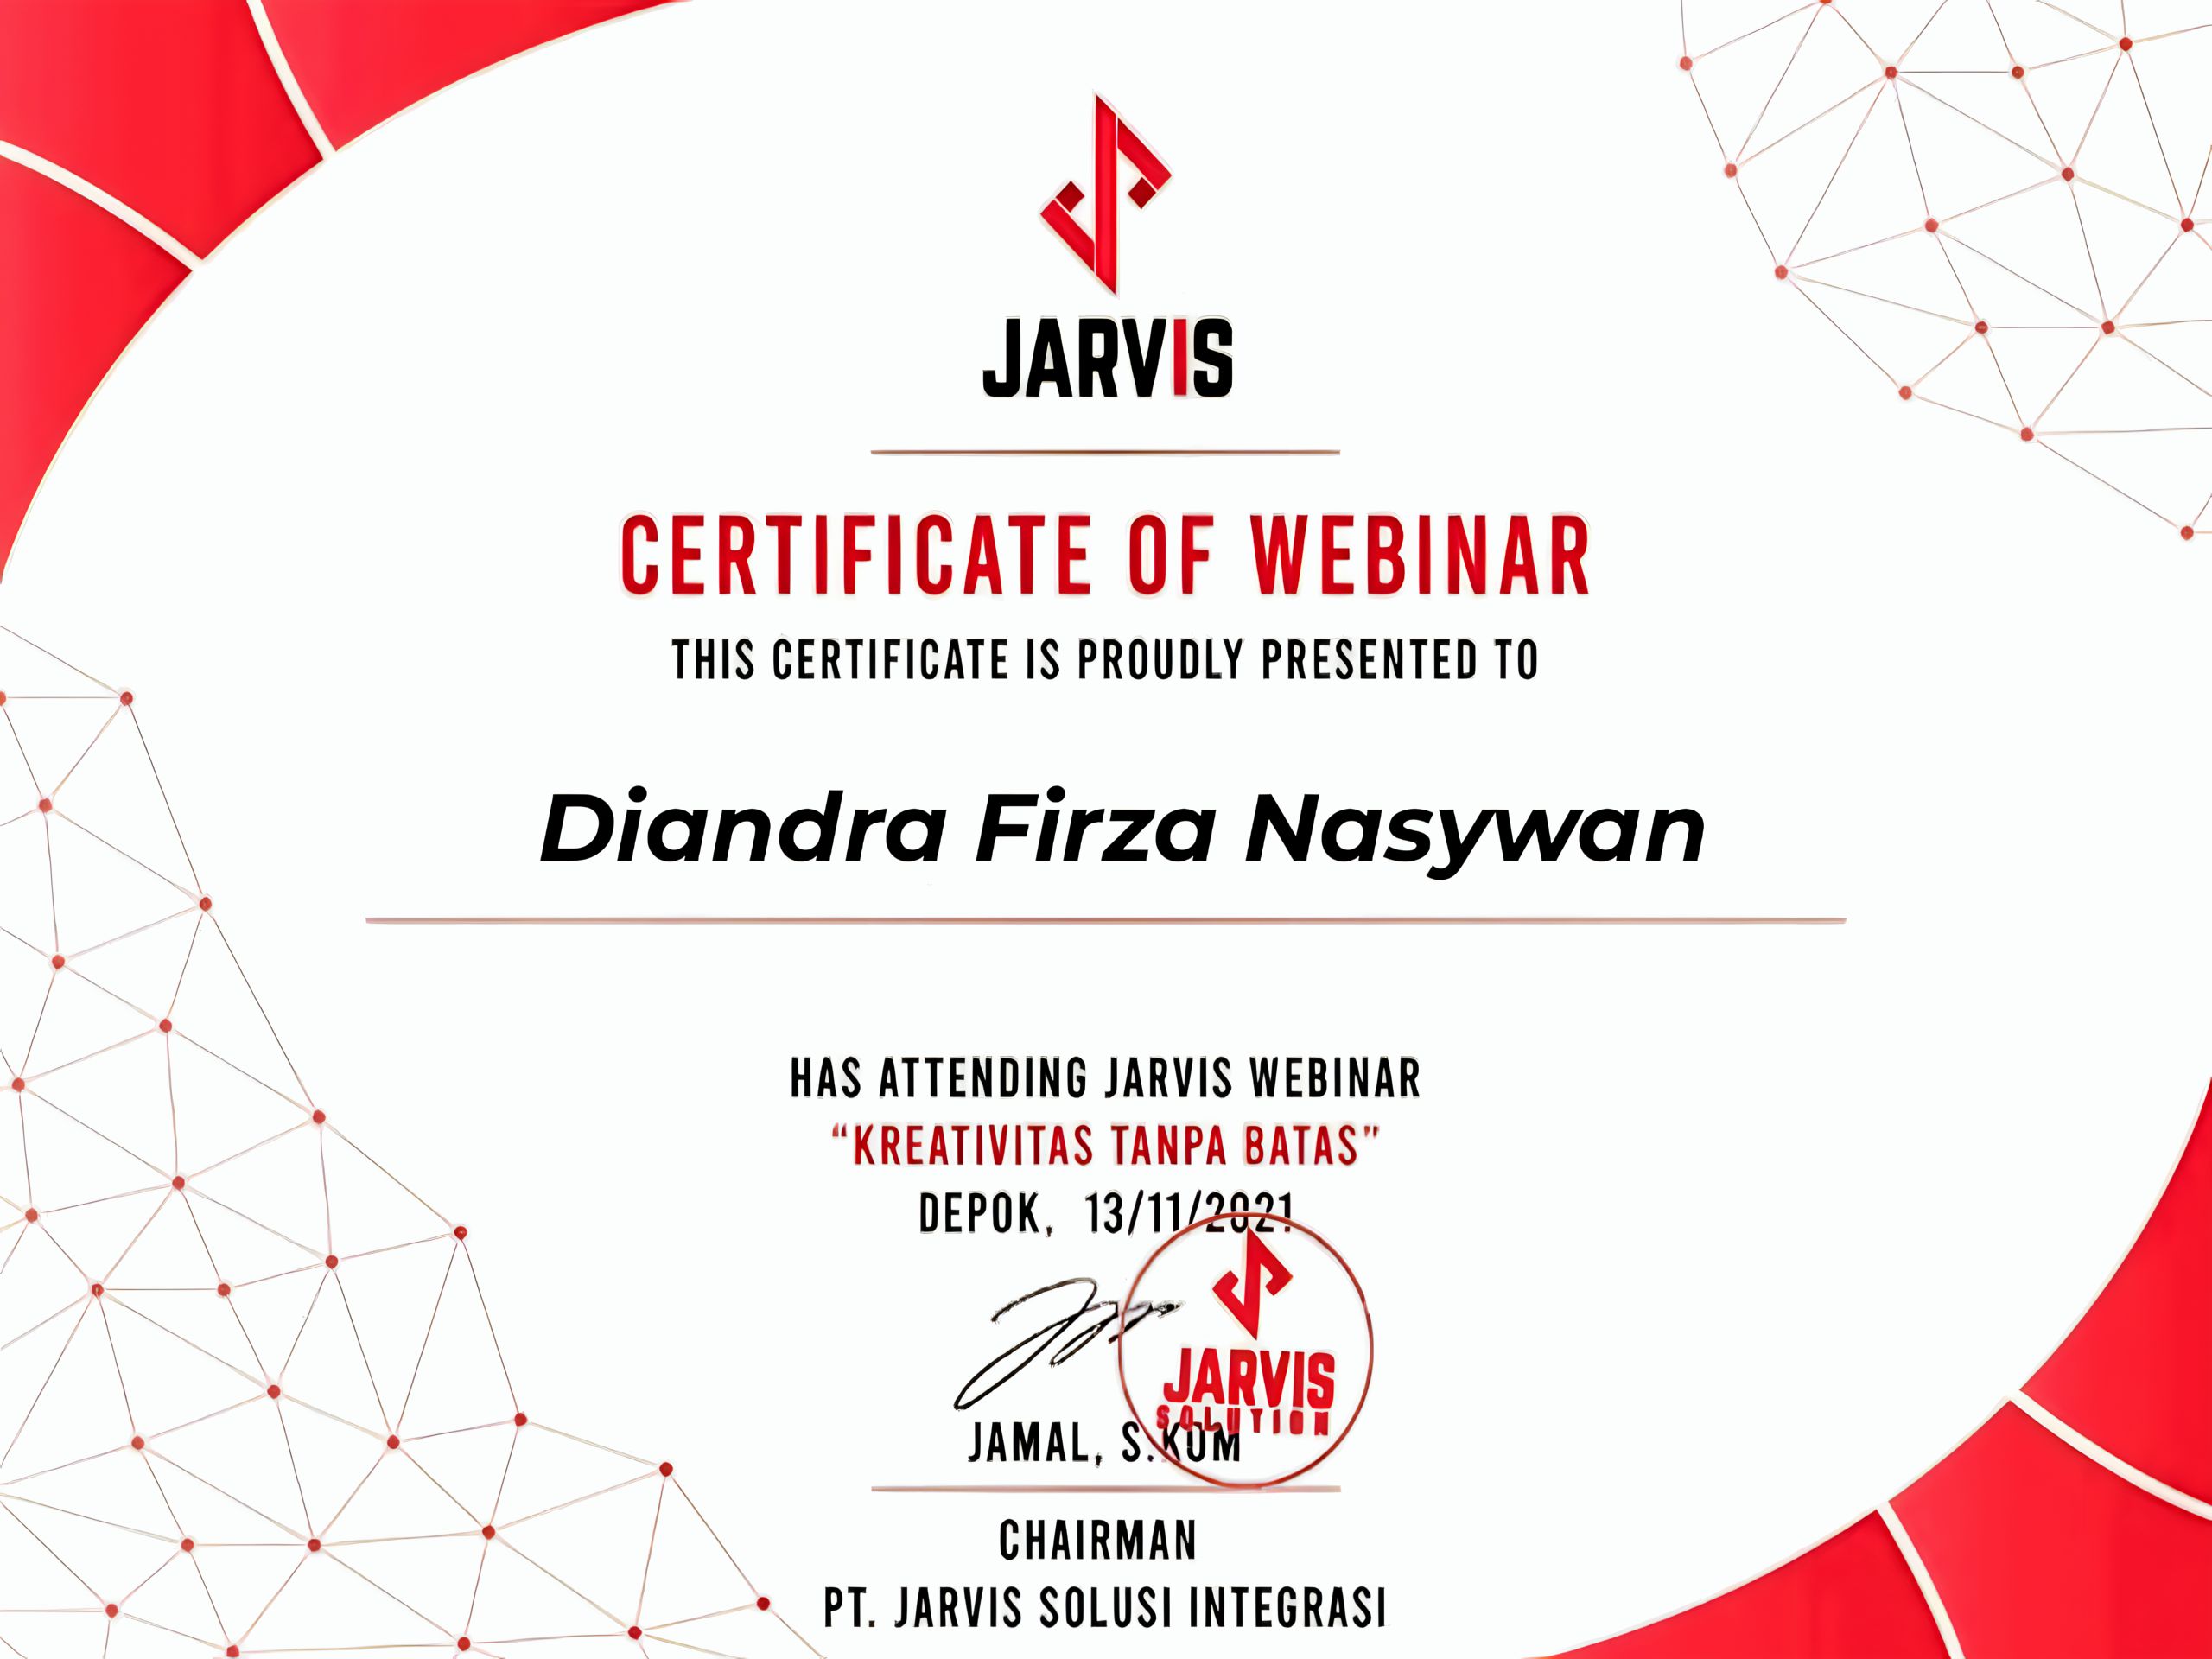 JARVIS
CERTIFICATE OF WEBINAR
THIS CERTIFICATE IS PROUDLY PRESENTED TO
Diandra Firza Nasywan
HAS ATTENDING JARVIS WEBINAR
“KREATIVITAS TANPA BATAS”
DEPOK, 13/11/2021
JARVIS
SOLUTION
JAMAL, S.KOM
CHAIRMAN
PT. JARVIS SOLUSI INTEGRASI